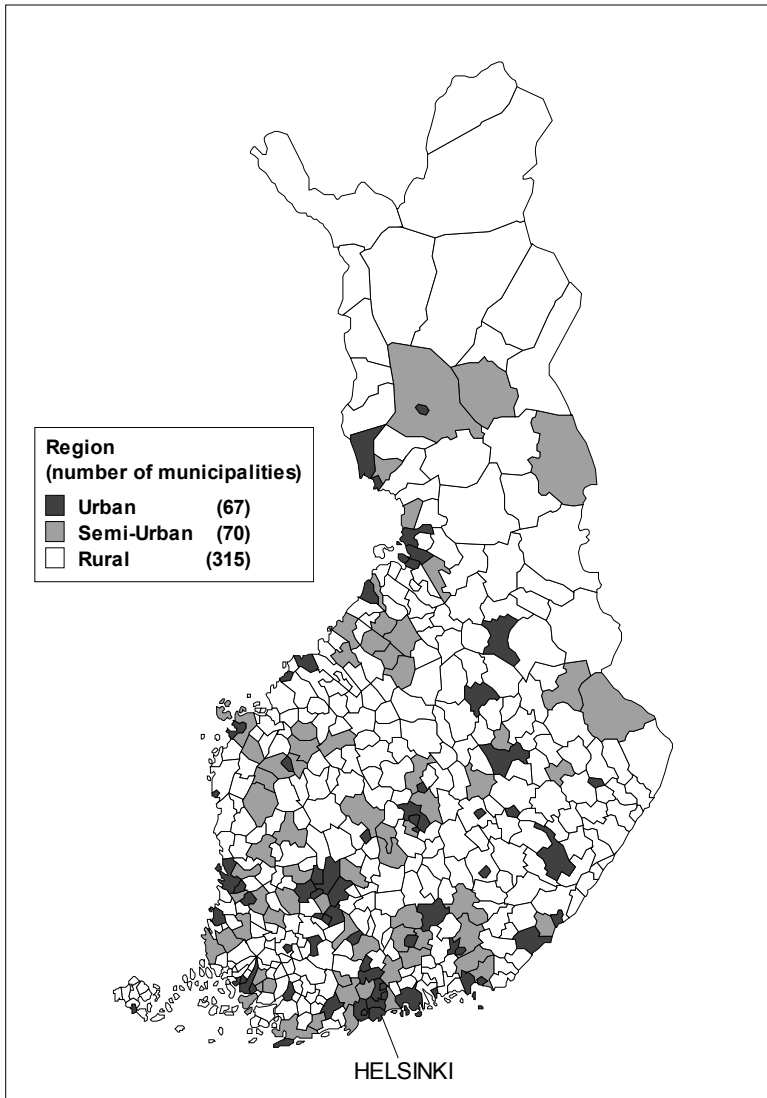 Region
(number of municipalities)
Urban (67)
Semi-Urban (70)
Rural (315)
HELSINKI